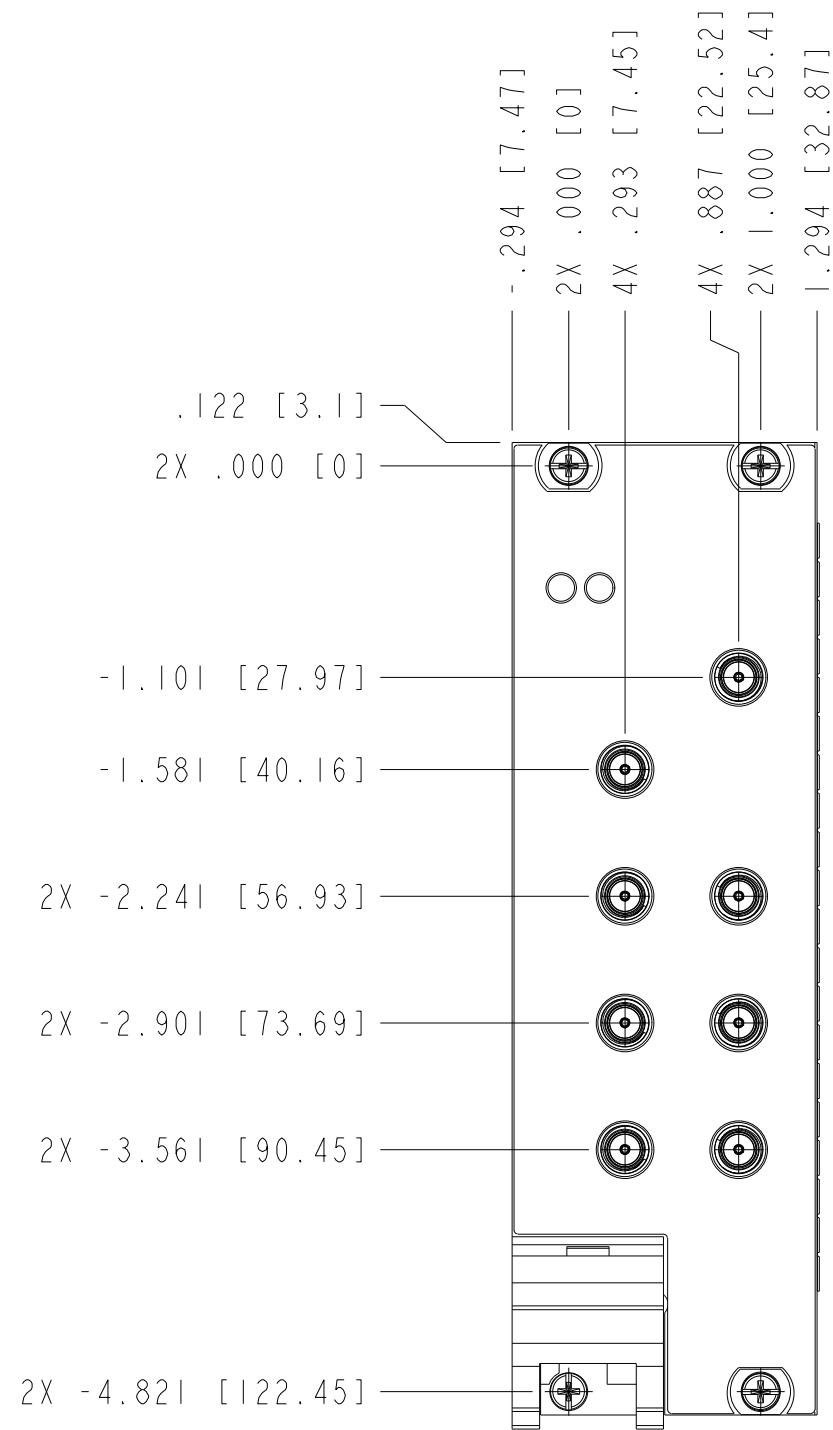 -.294 [7.47]
2X .000 [0]
4X .293 [7.45]
4X .887 [22.52]
2X 1.000 [25.4]
1.294 [32.87]
.122 [3.1]
2X .000 [0]
-1.101 [27.97]
-1.581 [40.16]
2X -2.241 [56.93]
2X -2.901 [73.69]
2X -3.561 [90.45]
2X -4.821 [122.45]